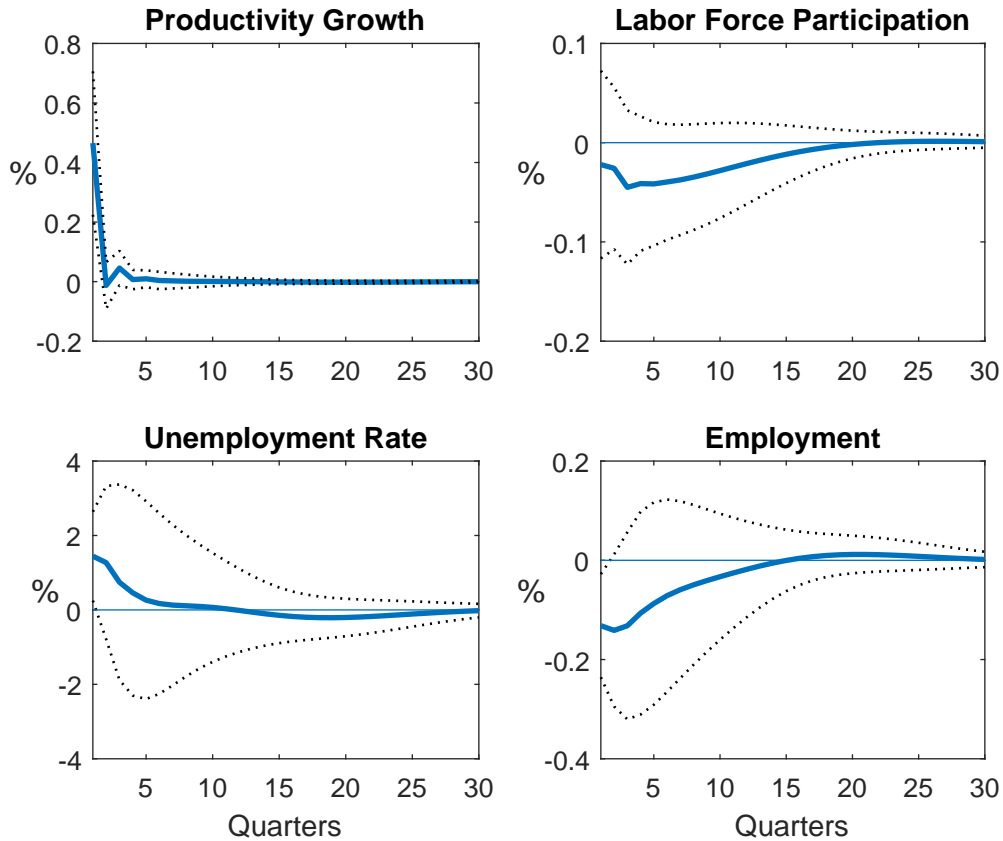 Productivity Growth
0.8
0.6
0.4
%
0.2
0
-0.2
5 10 15 20 25 30
Labor Force Participation
0.1
0
%
-0.1
-0.2
5 10 15 20 25 30
Unemployment Rate
4
2
%
0
-2
-4
5 10 15 20 25 30
Quarters
Employment
0.2
0
%
-0.2
-0.4
5 10 15 20 25 30
Quarters